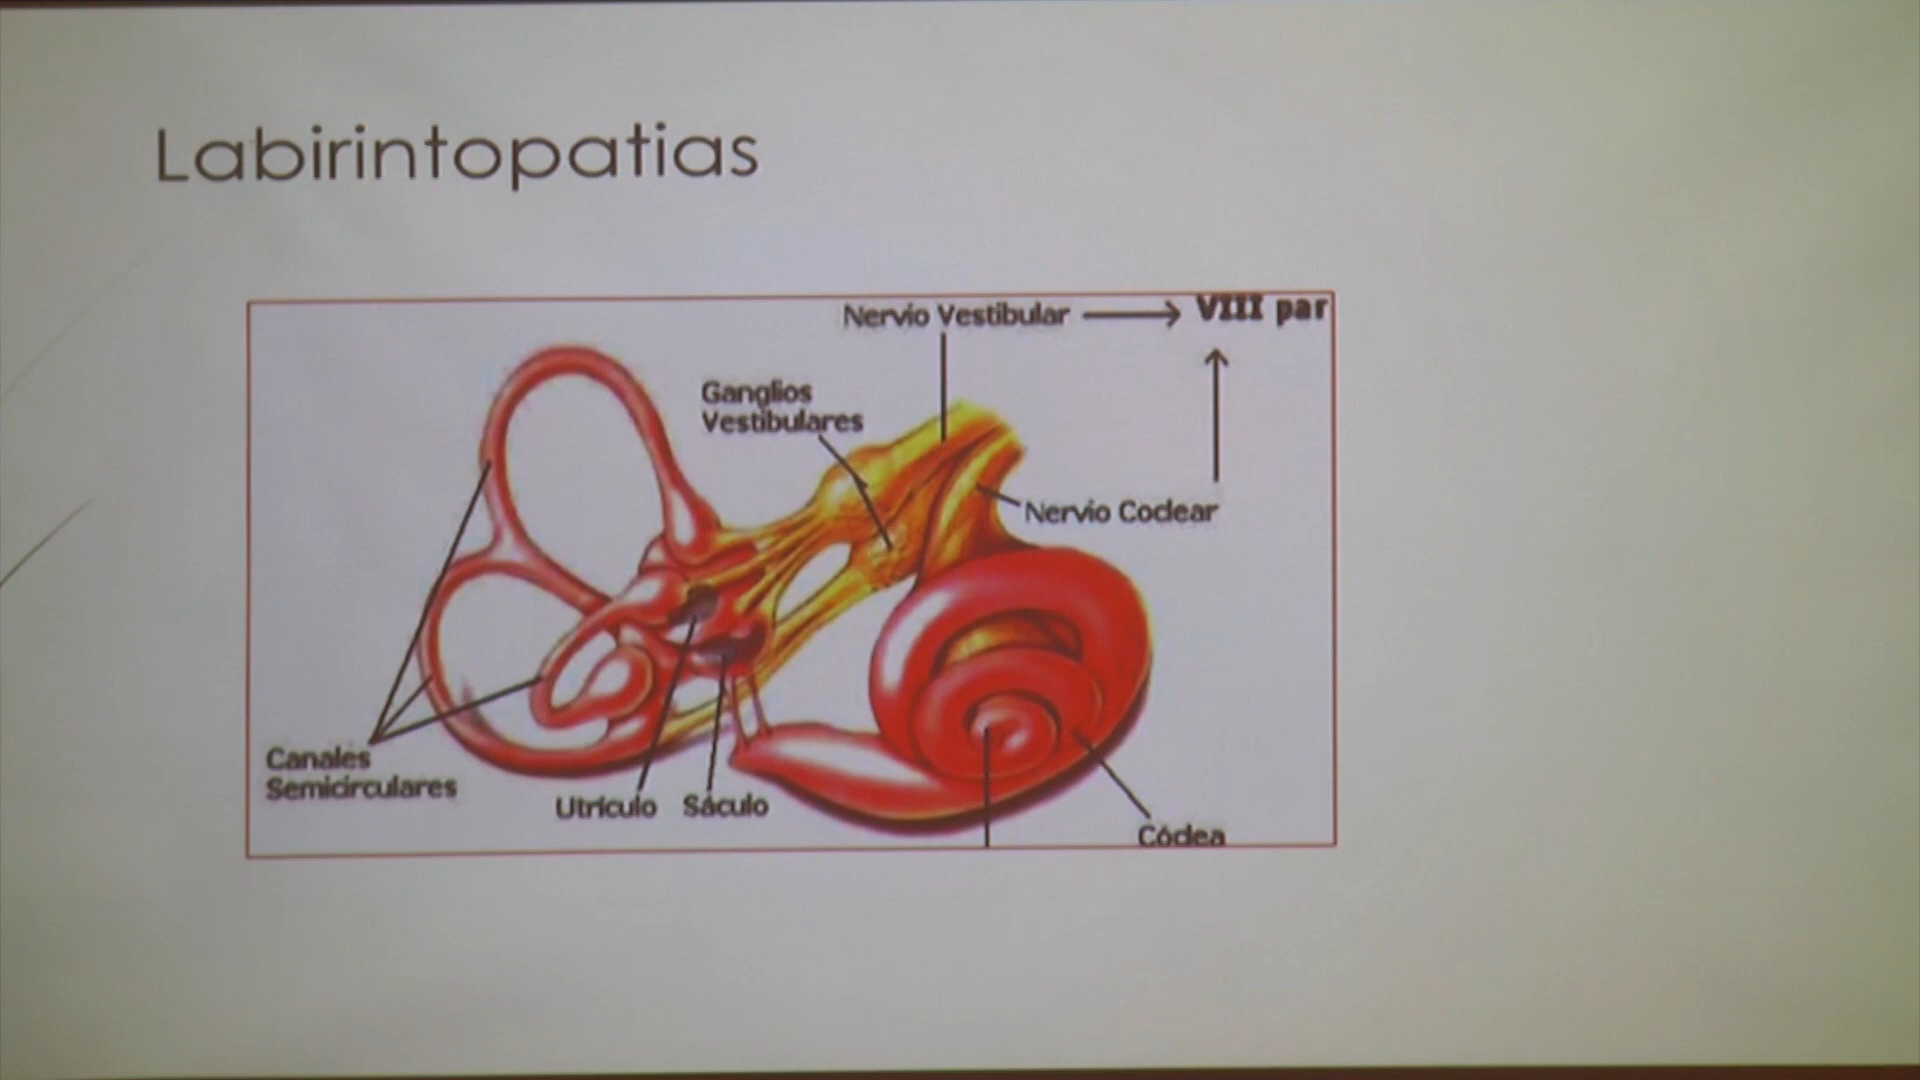 Labirintopatias
Nervio Vestibular
VIII par
Ganglios
Vestibulares
Nervio Coclear
Canales
Semicirculares
Utrículo
Sáculo
Cóclea